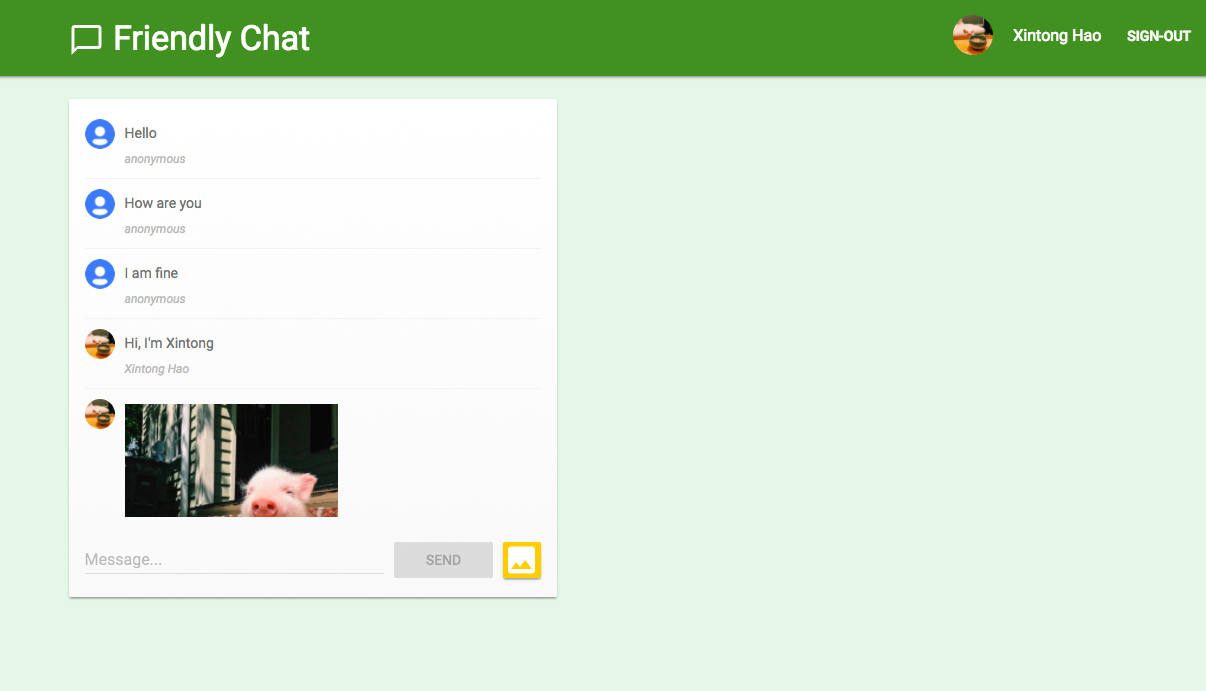 Friendly Chat
Xintong Hao
SIGN-OUT
Hello
anonymous
How are you
anonymous
I am fine
anonymous
Hi, I'm Xintong
Xintong Hao
Message...
SEND